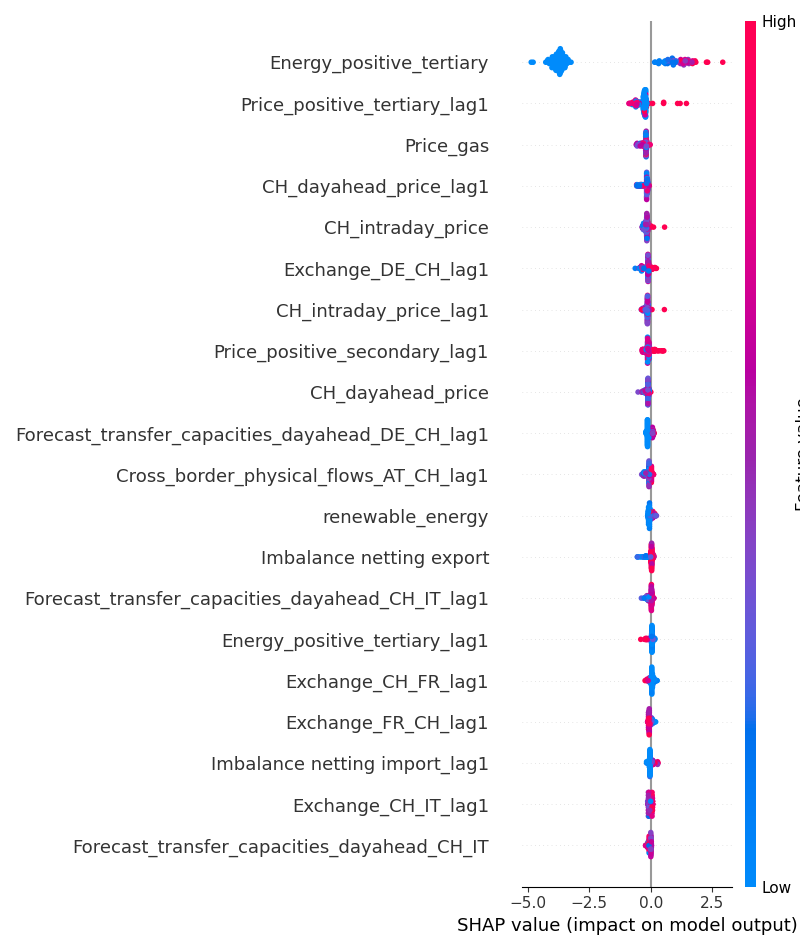 High
Energy_positive_tertiary
Price_positive_tertiary_lag1
Price_gas
CH_dayahead_price_lag1
CH_intraday_price
Exchange_DE_CH_lag1
CH_intraday_price_lag1
Price_positive_secondary_lag1
CH_dayahead_price
Forecast_transfer_capacities_dayahead_DE_CH_lag1
Cross_border_physical_flows_AT_CH_lag1
renewable_energy
Imbalance netting export
Forecast_transfer_capacities_dayahead_CH_IT_lag1
Energy_positive_tertiary_lag1
Exchange_CH_FR_lag1
Exchange_FR_CH_lag1
Imbalance netting import_lag1
Exchange_CH_IT_lag1
Forecast_transfer_capacities_dayahead_CH_IT
Low
−5.0 −2.5 0.0 2.5
SHAP value (impact on model output)